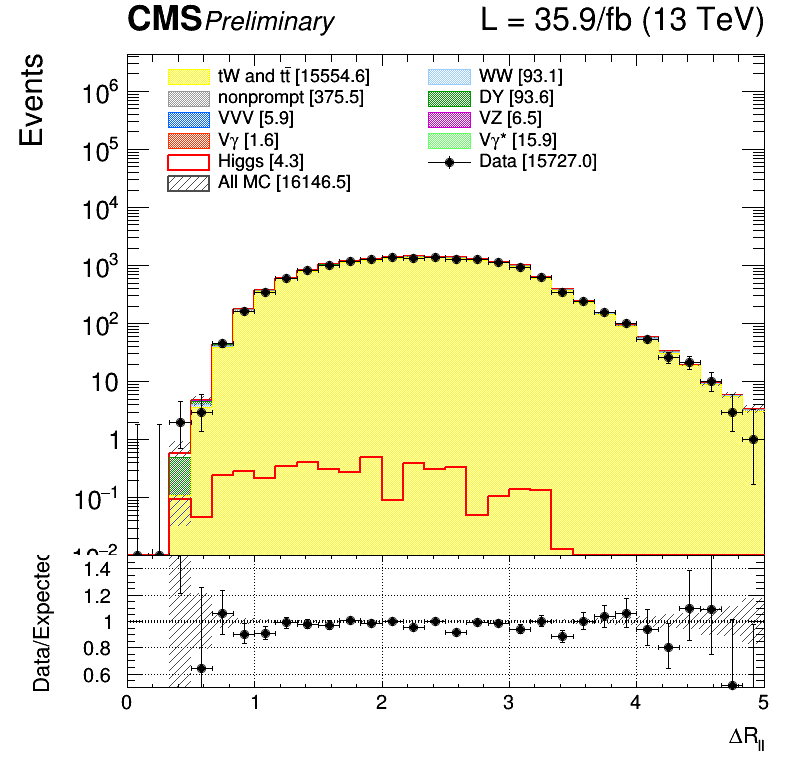 CMS Preliminary L = 35.9/fb (13 TeV)
Events
tW and tt̄ [15554.6] WW [93.1]
nonprompt [375.5] DY [93.6]
VVV [5.9] VZ [6.5]
Vγ [1.6] Vγ* [15.9]
Higgs [4.3] Data [15727.0]
All MC [16146.5]
10⁶
10⁵
10⁴
10³
10²
10
1
10⁻¹
10⁻²
Data/Expected
1.4
1.2
1
0.8
0.6
0 1 2 3 4 5
ΔR_ll